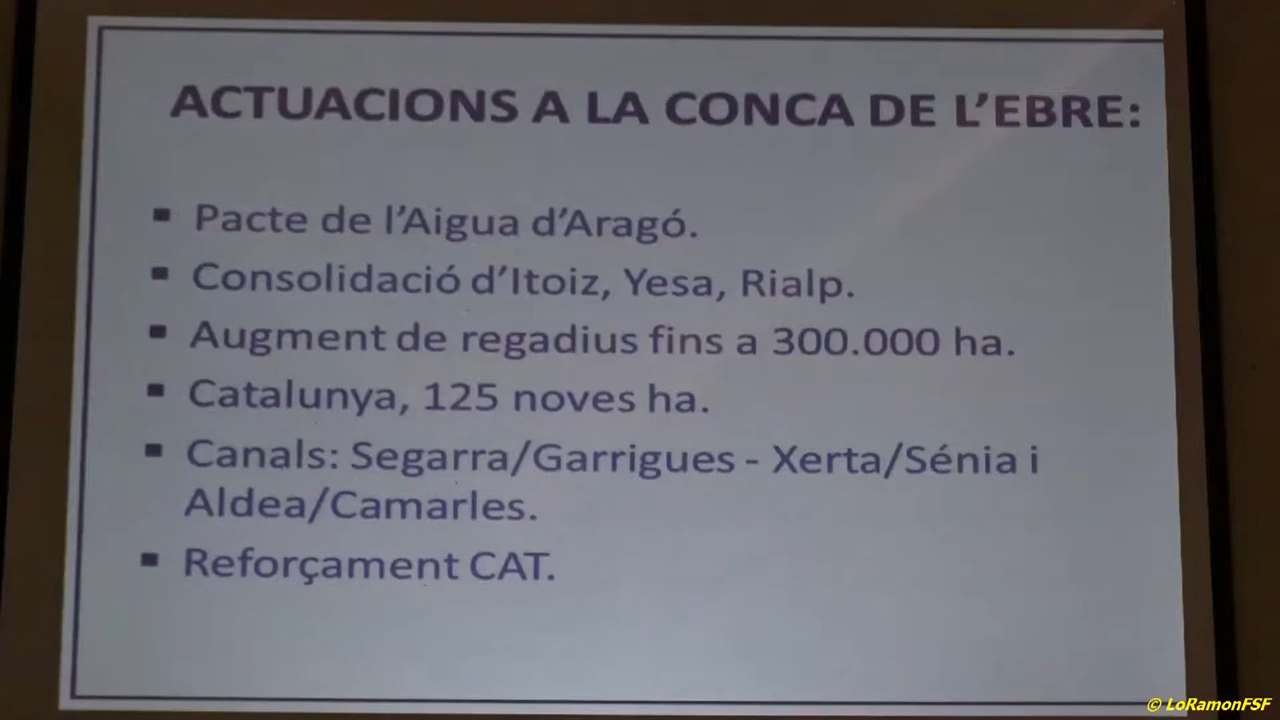 ACTUACIONS A LA CONCA DE L'EBRE:
▪ Pacte de l'Aigua d'Aragó.
▪ Consolidació d'Itoiz, Yesa, Rialp.
▪ Augment de regadius fins a 300.000 ha.
▪ Catalunya, 125 noves ha.
▪ Canals: Segarra/Garrigues - Xerta/Sénia i
Aldea/Camarles.
▪ Reforçament CAT.
© LoRamonFSF